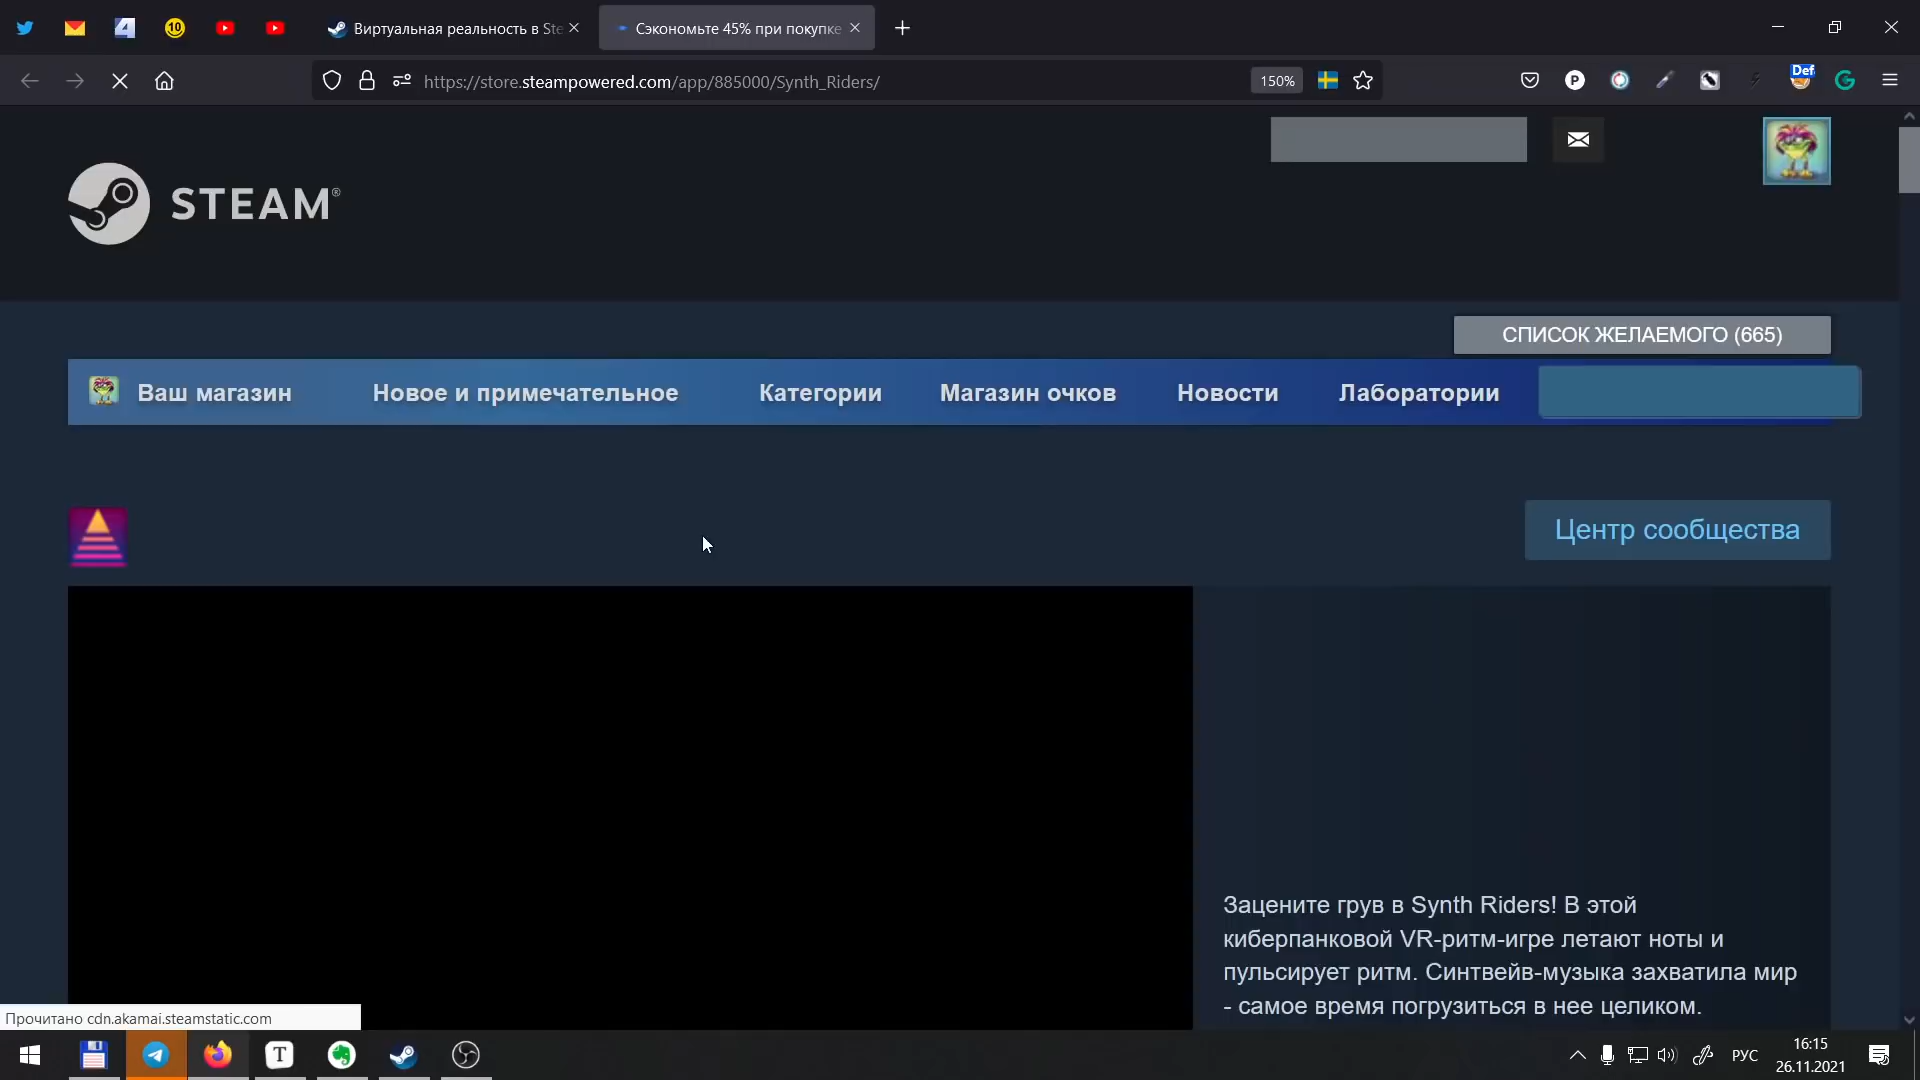 10
Виртуальная реальность в Ste
Сэкономьте 45% при покупке
https://store.steampowered.com/app/885000/Synth_Riders/
150%
P
Def
STEAM®
СПИСОК ЖЕЛАЕМОГО (665)
Ваш магазин
Новое и примечательное
Категории
Магазин очков
Новости
Лаборатории
Центр сообщества
Зацените грув в Synth Riders! В этой
киберпанковой VR-ритм-игре летают ноты и
пульсирует ритм. Синтвейв-музыка захватила мир
- самое время погрузиться в нее целиком.
Прочитано cdn.akamai.steamstatic.com
T
РУС
16:15
26.11.2021